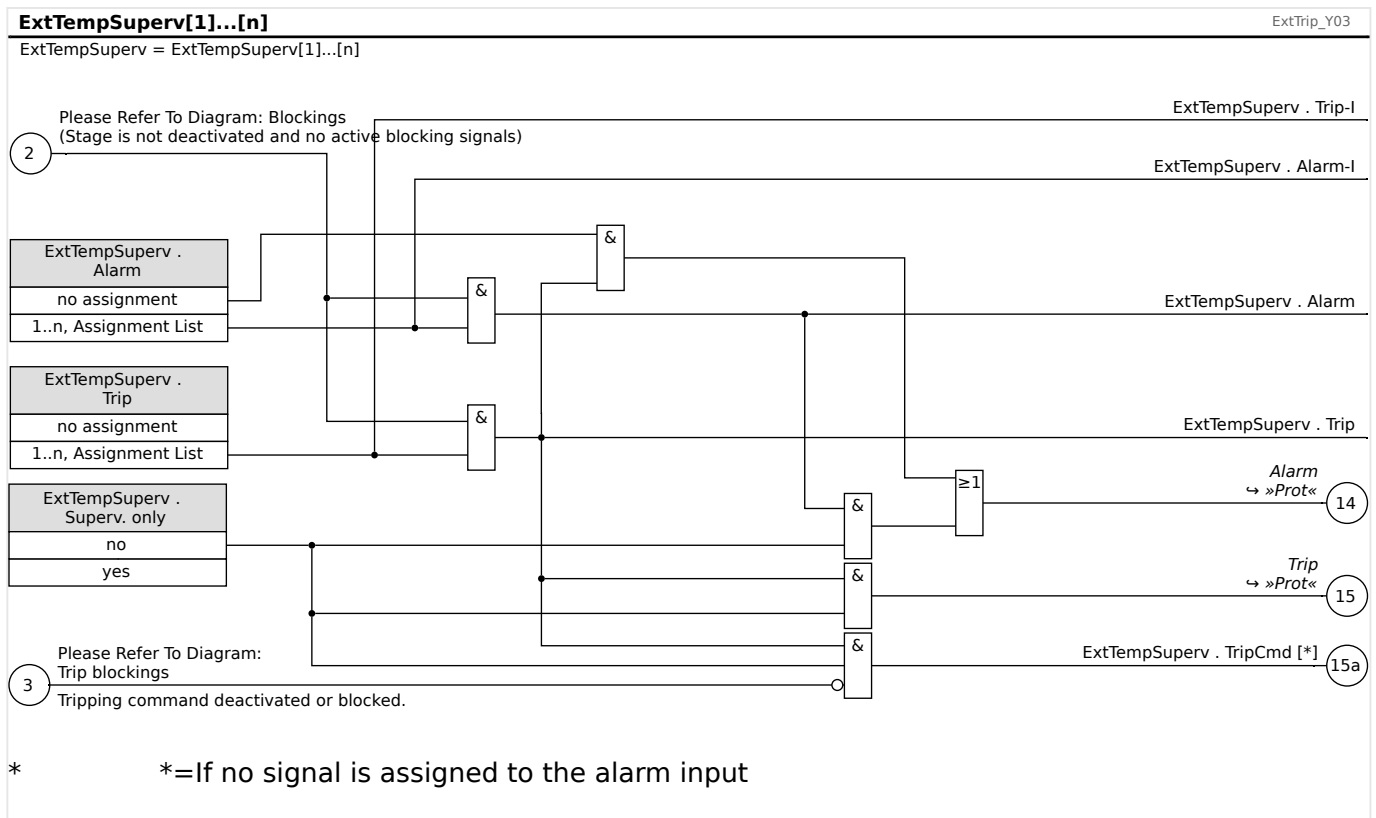 ExtTempSuperv[1]...[n]
ExtTrip_Y03
ExtTempSuperv = ExtTempSuperv[1]...[n]
Please Refer To Diagram: Blockings
(Stage is not deactivated and no active blocking signals)
2
ExtTempSuperv . Trip-I
ExtTempSuperv . Alarm-I
ExtTempSuperv .
Alarm
no assignment
1..n, Assignment List
&
&
ExtTempSuperv . Alarm
ExtTempSuperv .
Trip
no assignment
1..n, Assignment List
&
ExtTempSuperv . Trip
ExtTempSuperv .
Superv. only
no
yes
&
≥1
Alarm
↪ »Prot«
14
&
Trip
↪ »Prot«
15
Please Refer To Diagram:
Trip blockings
3
Tripping command deactivated or blocked.
&
ExtTempSuperv . TripCmd [*]
15a
* *=If no signal is assigned to the alarm input